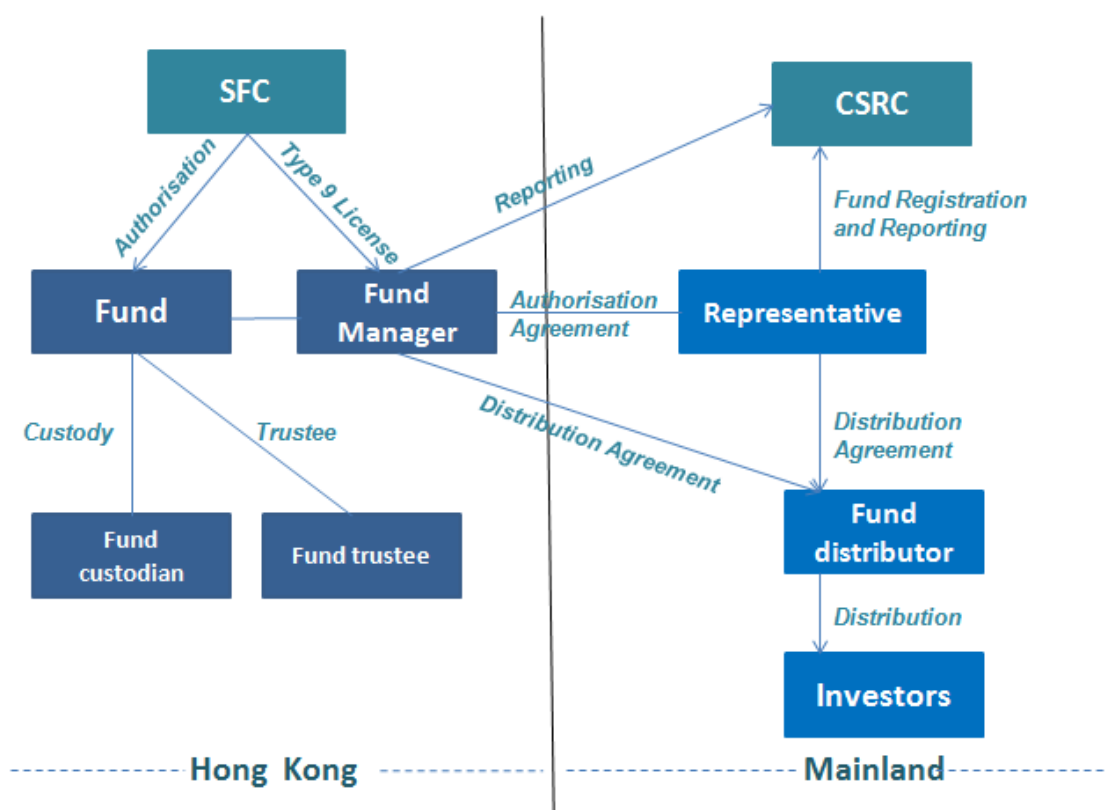 SFC
CSRC
Authorisation
Type 9 License
Reporting
Fund Registration
and Reporting
Fund
Fund
Manager
Authorisation
Agreement
Representative
Custody
Trustee
Distribution Agreement
Distribution
Agreement
Fund
custodian
Fund trustee
Fund
distributor
Distribution
Investors
Hong Kong
Mainland